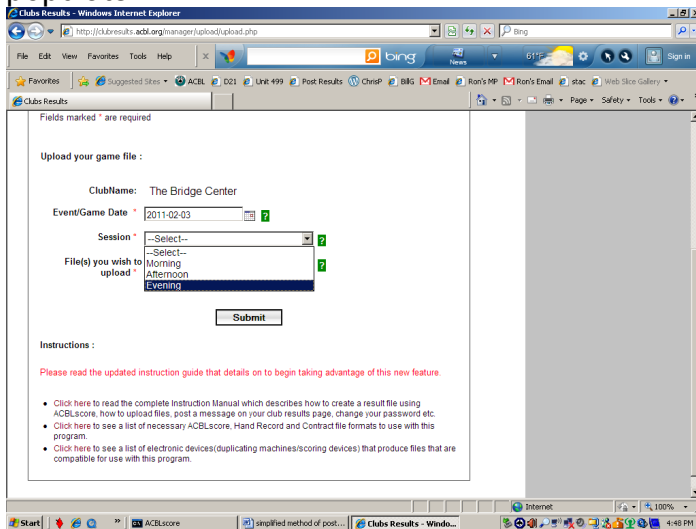 Clubs Results - Windows Internet Explorer
http://clubresults.acbl.org/manager/upload/upload.php
Bing
File Edit View Favorites Tools Help
bing
News
61°F
Sign in
Favorites
Suggested Sites
ACBL
D21
Unit 499
Post Results
ChrisP
BillG
Email
Ron's MP
Ron's Email
stac
Web Slice Gallery
Clubs Results
Page
Safety
Tools
Fields marked * are required
Upload your game file :
ClubName: The Bridge Center
Event/Game Date * 2011-02-03 ?
Session * --Select-- ?
--Select--
File(s) you wish to Morning ?
upload * Afternoon
Evening
Submit
Instructions :
Please read the updated instruction guide that details on to begin taking advantage of this new feature.
• Click here to read the complete Instruction Manual which describes how to create a result file using
ACBLscore, how to upload files, post a message on your club results page, change your password etc.
• Click here to see a list of necessary ACBLscore, Hand Record and Contract file formats to use with this
program.
• Click here to see a list of electronic devices(duplicating machines/scoring devices) that produce files that are
compatible for use with this program.
Internet
100%
Start
»
ACBLscore
simplified method of post...
Clubs Results - Windo...
4:48 PM